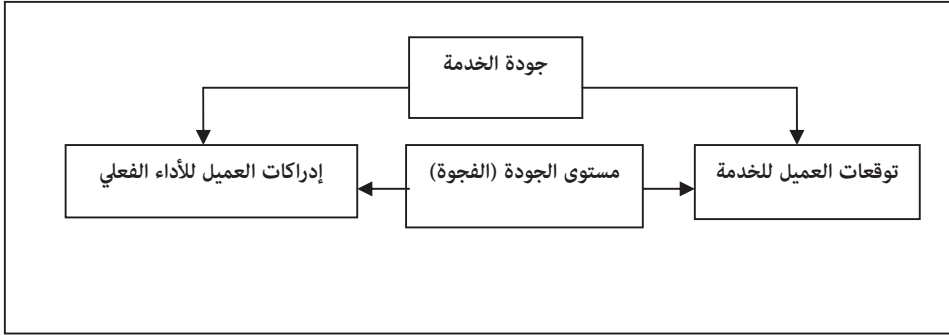 جودة الخدمة
توقعات العميل للخدمة
مستوى الجودة (الفجوة)
إدراكات العميل للأداء الفعلي